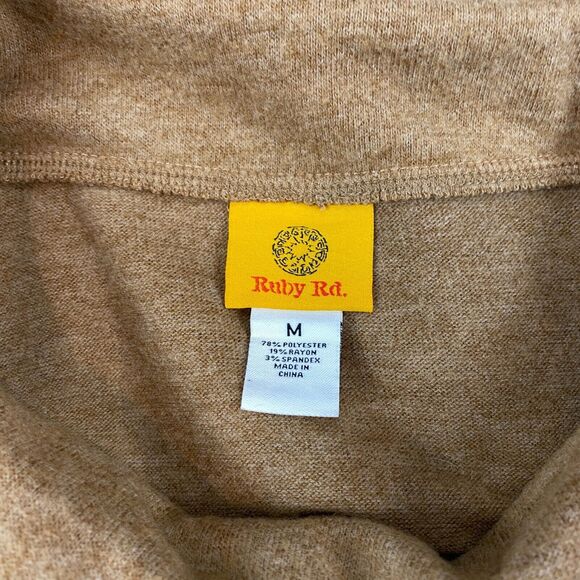 Ruby Rd.
M
78% POLYESTER
19% RAYON
3% SPANDEX
MADE IN
CHINA